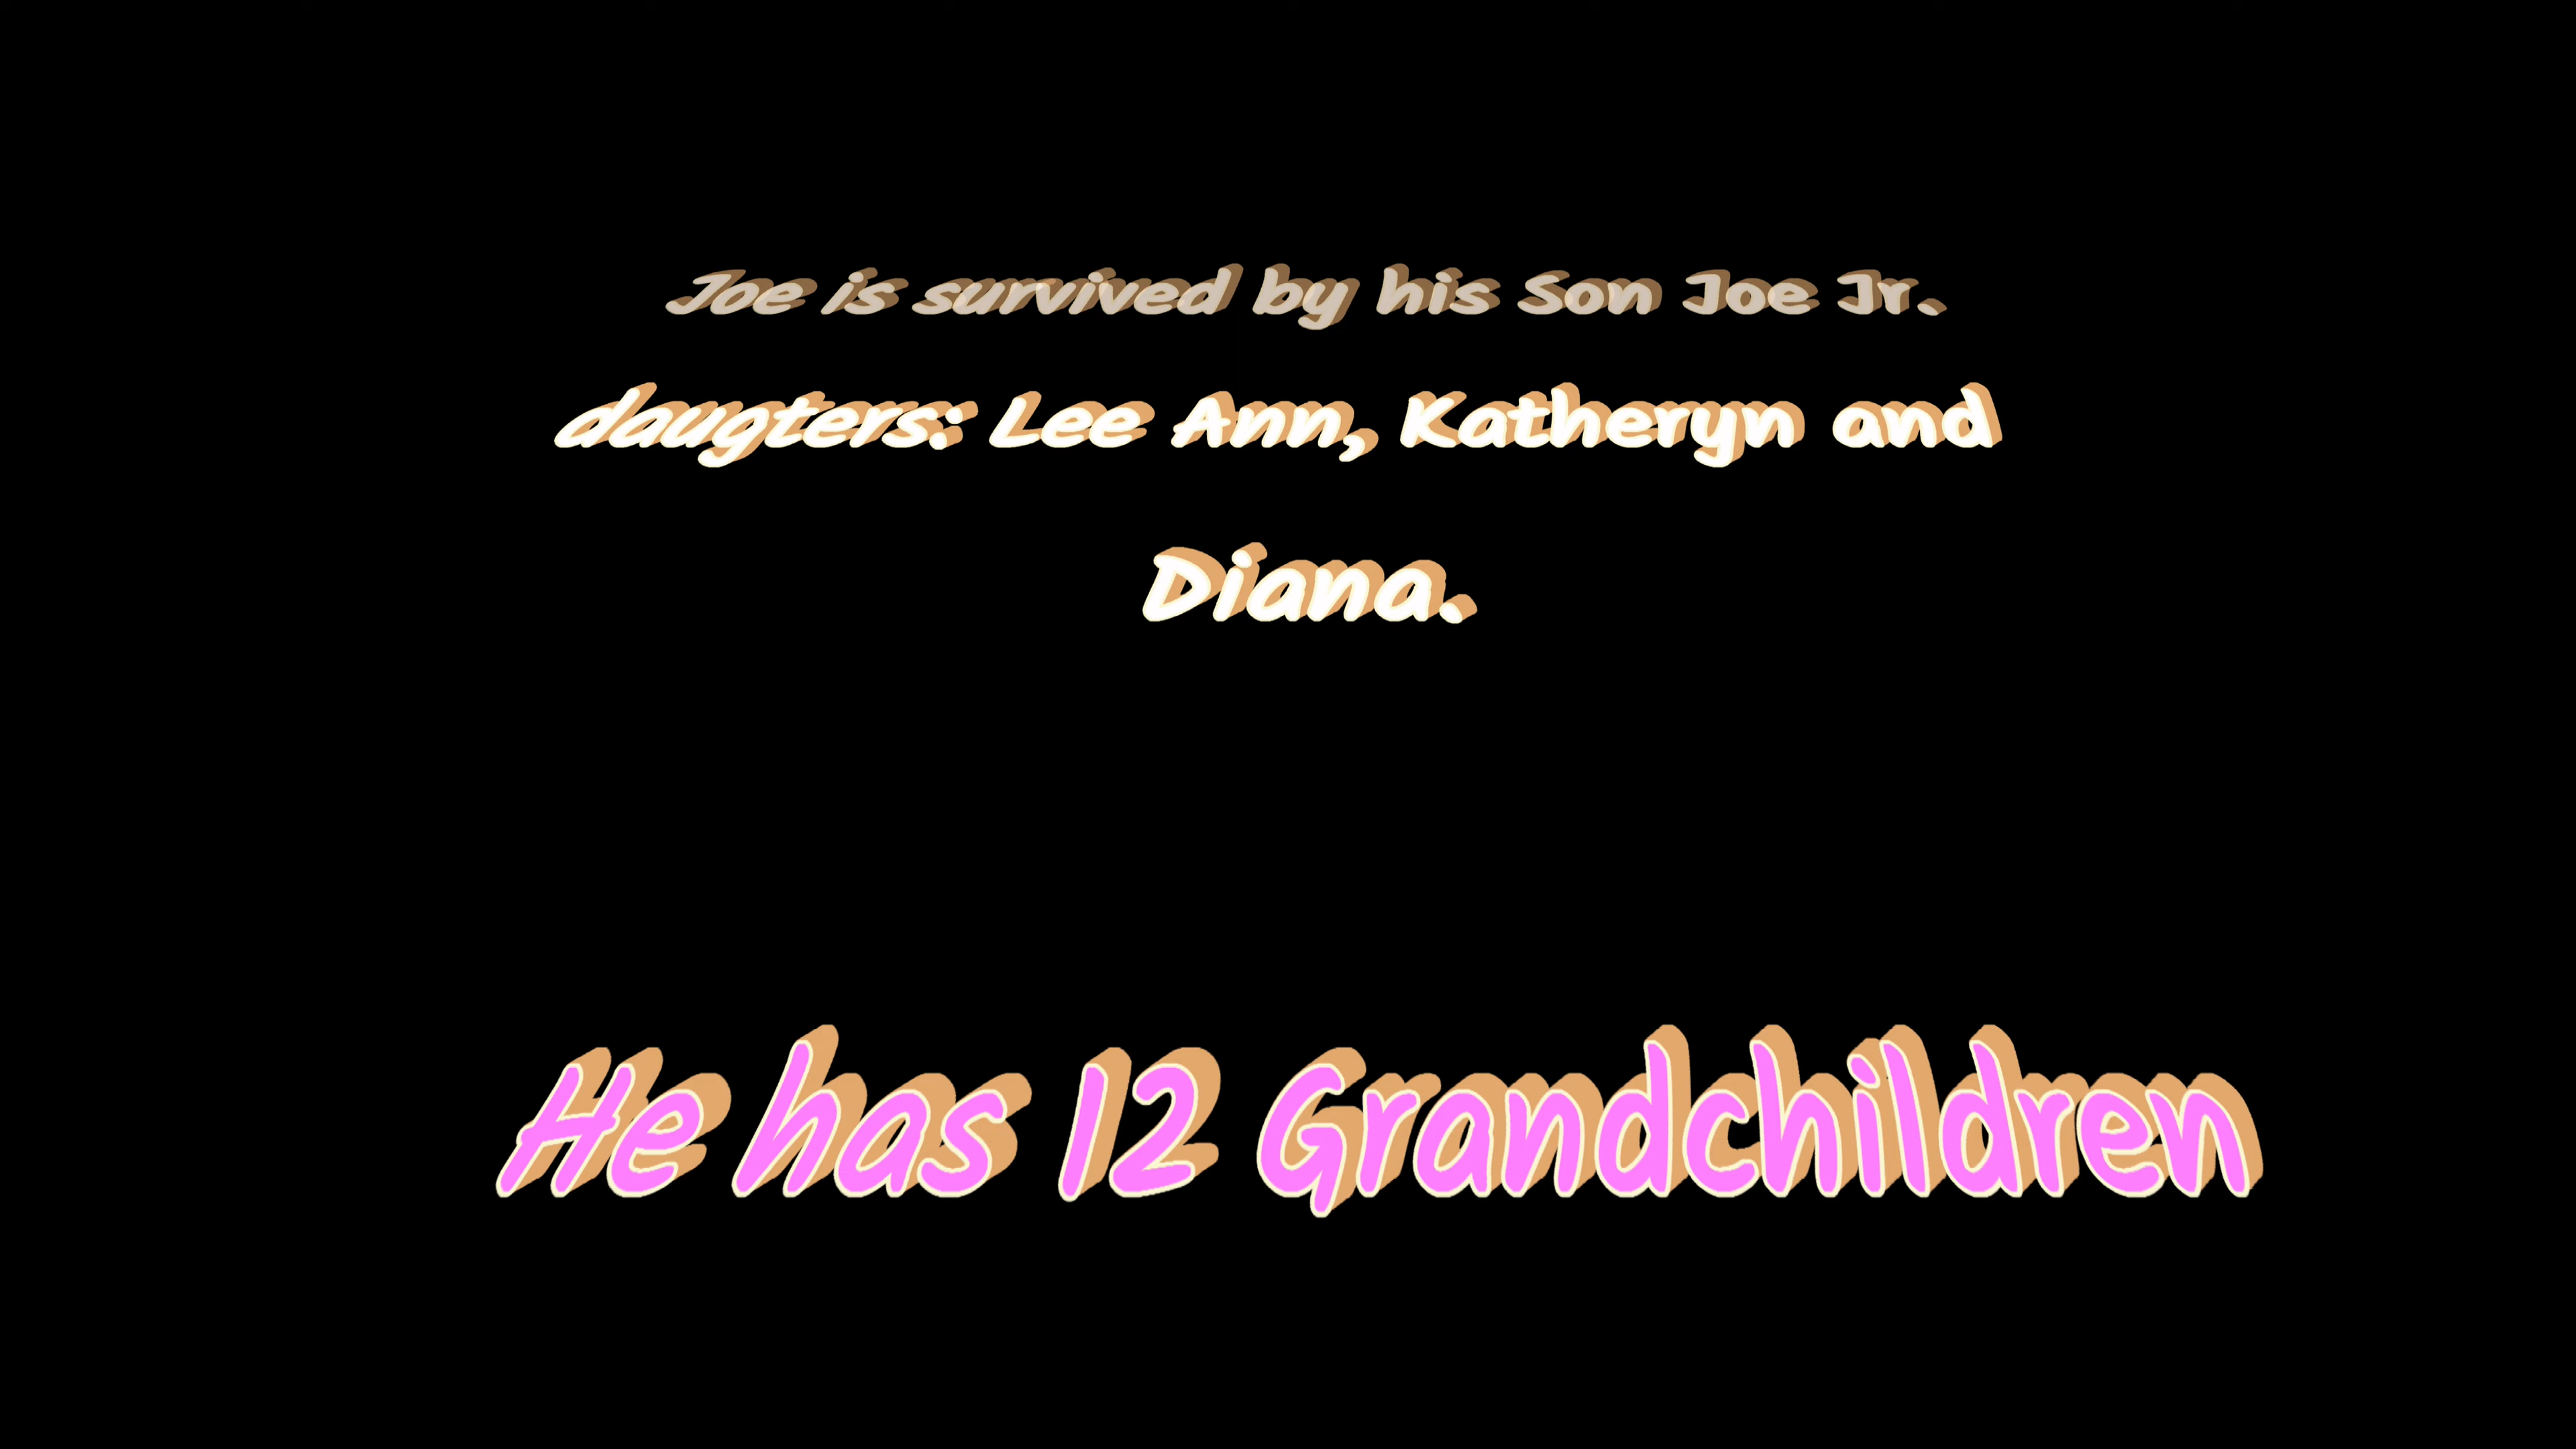 Joe is survived by his Son Joe Jr.
daugters: Lee Ann, Katheryn and
Diana.
He has 12 Grandchildren